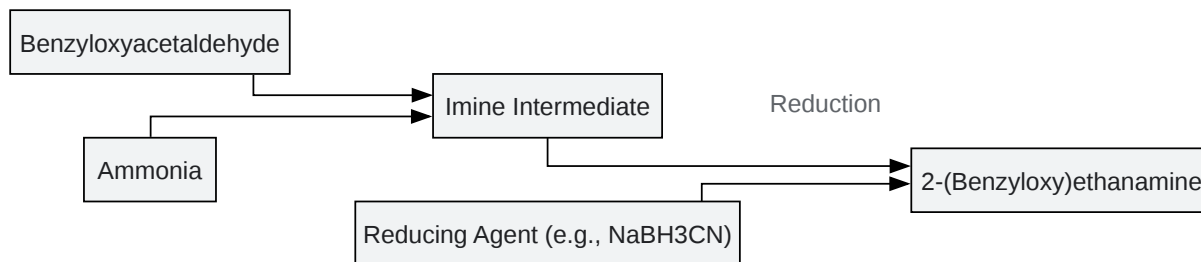 Benzyloxyacetaldehyde
Imine Intermediate
Reduction
Ammonia
2-(Benzyloxy)ethanamine
Reducing Agent (e.g., NaBH3CN)